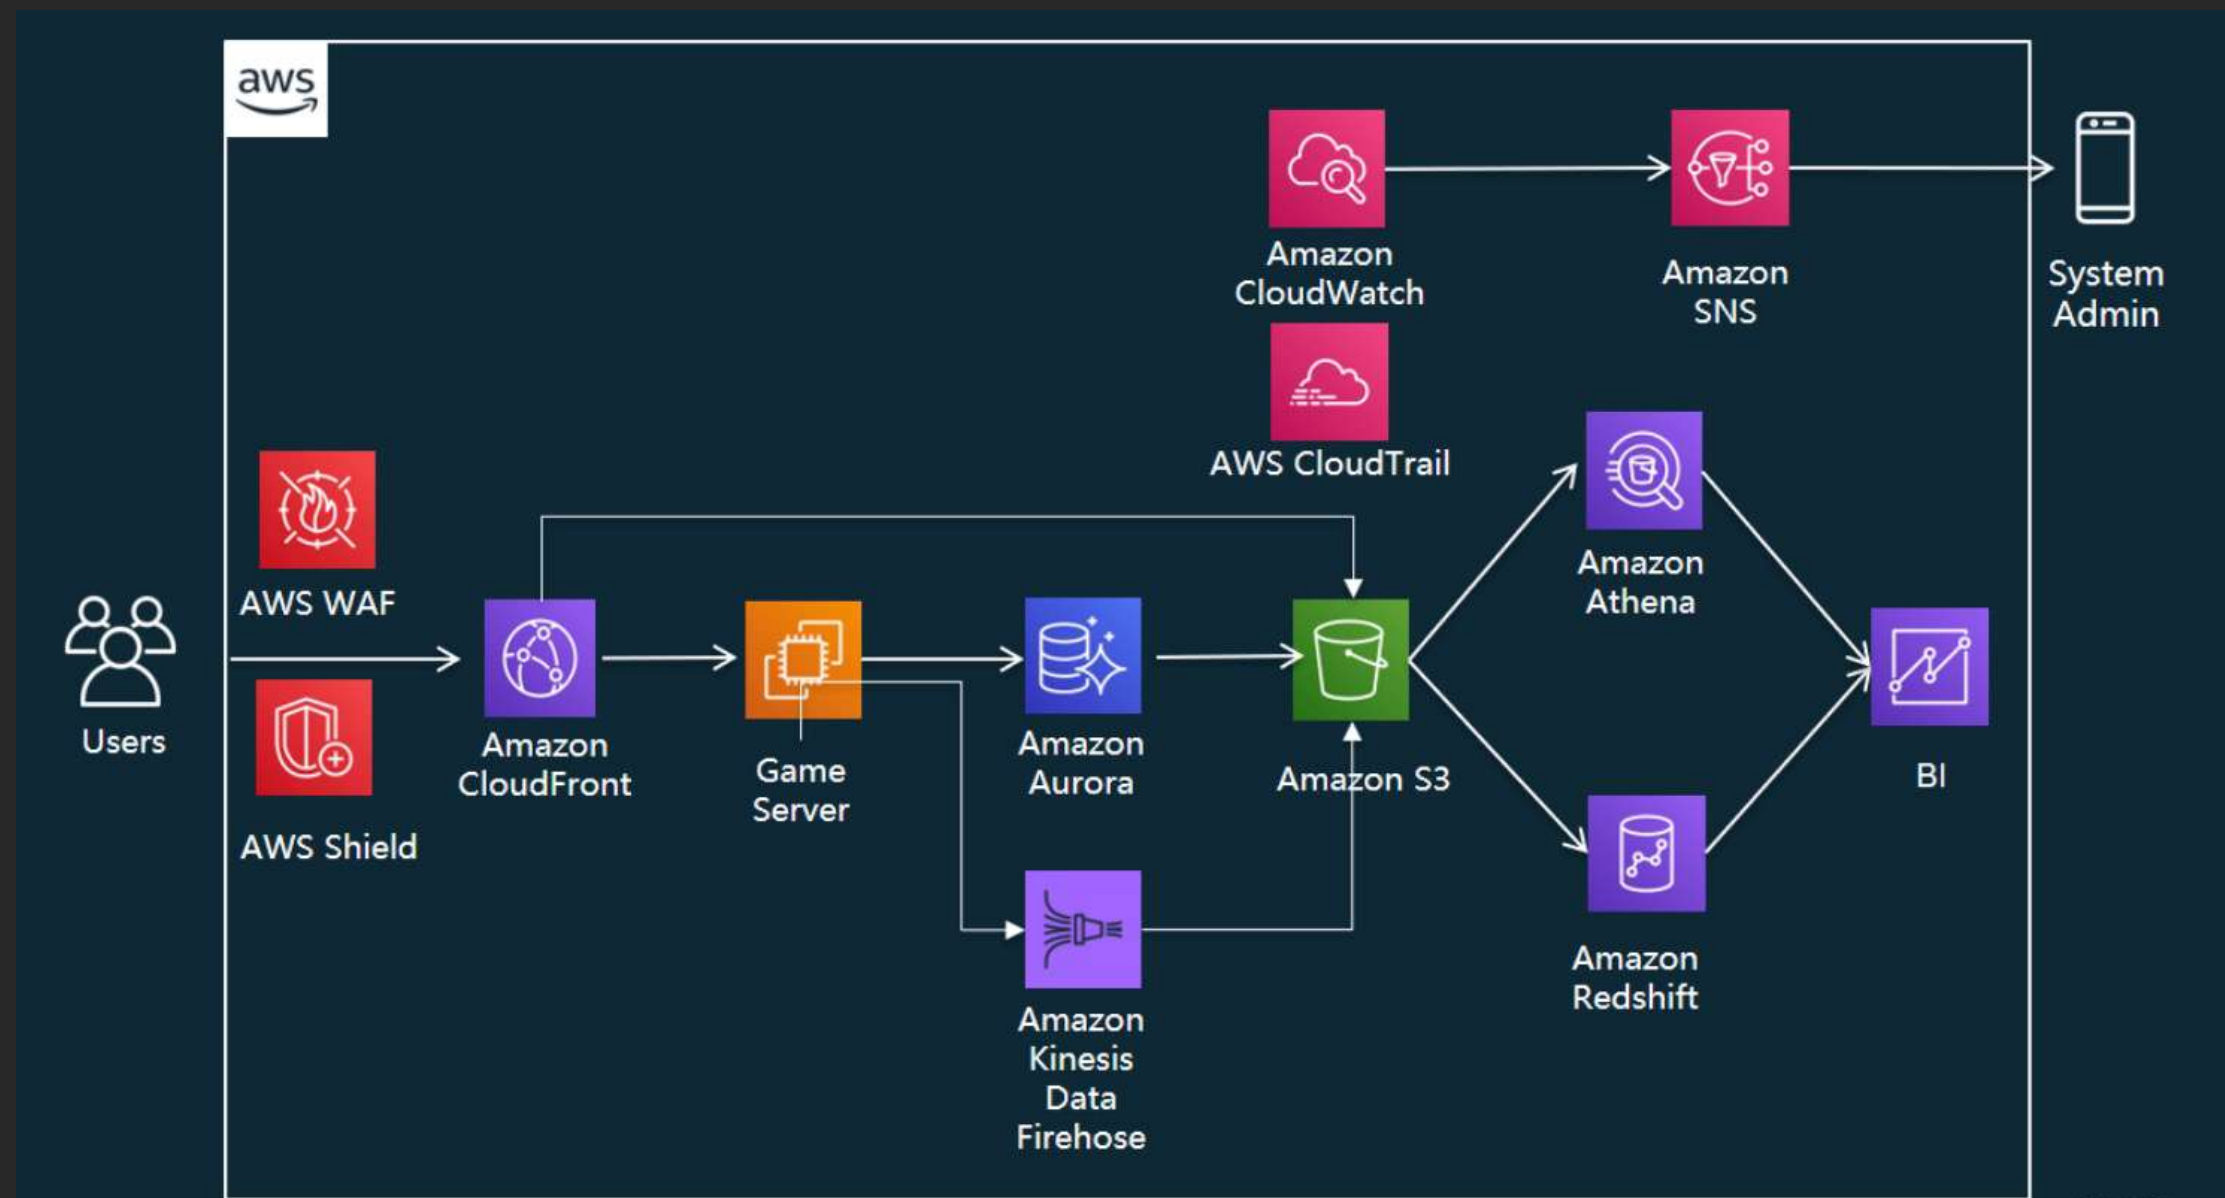 aws
Amazon
CloudWatch
Amazon
SNS
System
Admin
AWS CloudTrail
AWS WAF
Amazon
Athena
Users
Amazon
CloudFront
Game
Server
Amazon
Aurora
Amazon S3
BI
AWS Shield
Amazon
Redshift
Amazon
Kinesis
Data
Firehose